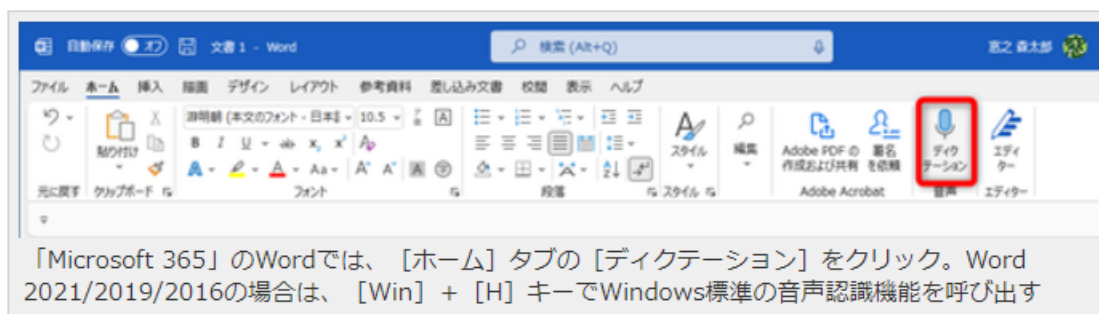 自動保存 オフ 文書 1 - Word 検索 (Alt+Q)
ファイル ホーム 挿入 描画 デザイン レイアウト 参考資料 差し込み文書 校閲 表示 ヘルプ
游明朝 (本文のフォント - 日本語 10.5
貼り付け B I U ab x₂ x² A
スタイル 編集 Adobe PDF の 作成および共有 署名 を依頼 ディク テーション エディ ター
A Aa A A A
元に戻す クリップボード フォント 段落 スタイル Adobe Acrobat 音声 エディター
「Microsoft 365」のWordでは、[ホーム] タブの [ディクテーション] をクリック。Word
2021/2019/2016の場合は、[Win] + [H] キーでWindows標準の音声認識機能を呼び出す